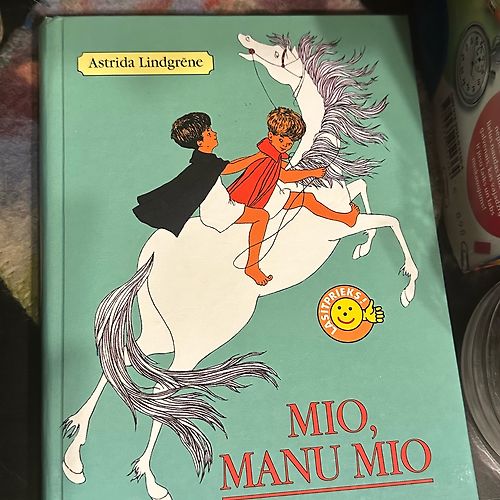 Astrida Lindgrēne
LASĪTPRIEKS!
MIO,
MANU MIO